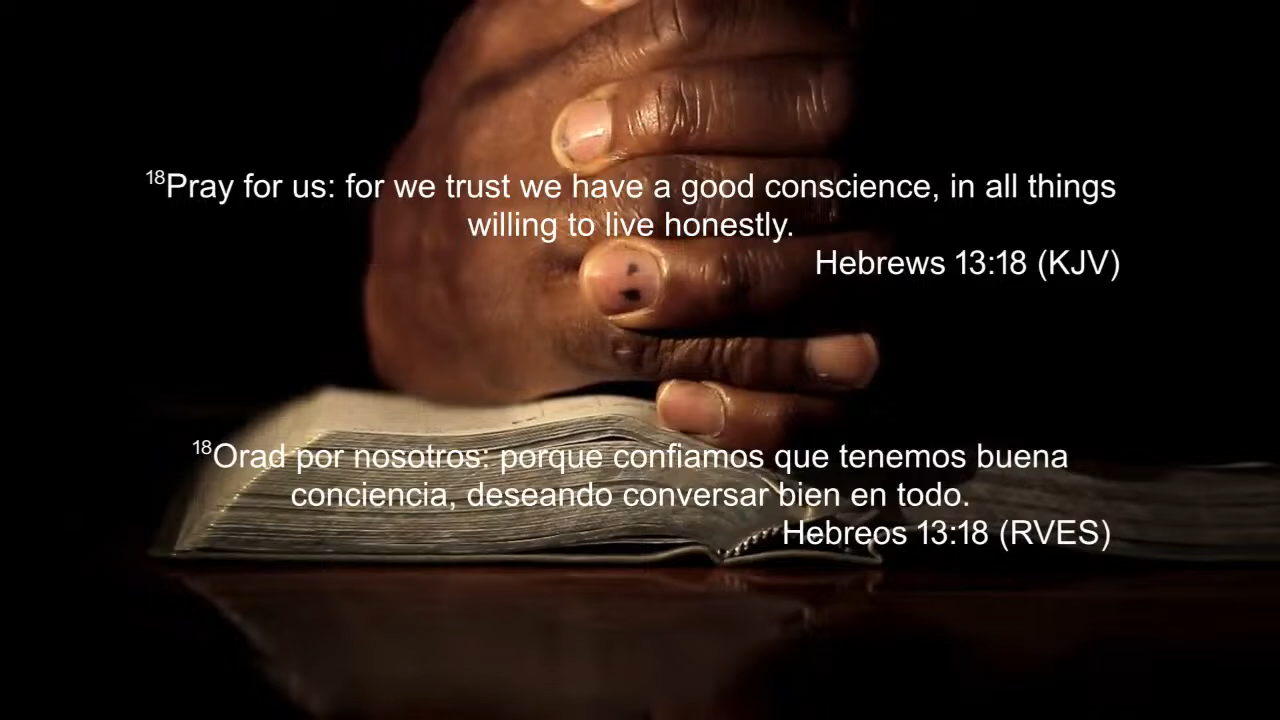 18Pray for us: for we trust we have a good conscience, in all things
willing to live honestly.
Hebrews 13:18 (KJV)
18Orad por nosotros: porque confiamos que tenemos buena
conciencia, deseando conversar bien en todo.
Hebreos 13:18 (RVES)